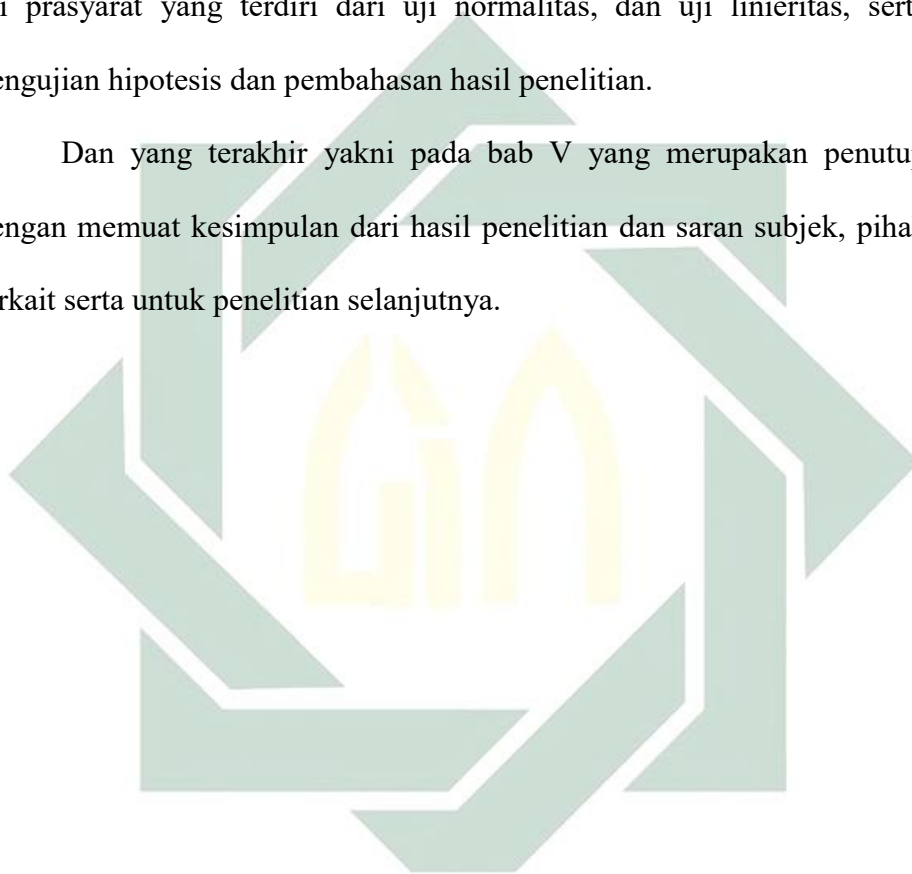 i prasyarat yang terdiri dari uji normalitas, dan uji linieritas, sert
engujian hipotesis dan pembahasan hasil penelitian.
Dan yang terakhir yakni pada bab V yang merupakan penutup
engan memuat kesimpulan dari hasil penelitian dan saran subjek, piha
rkait serta untuk penelitian selanjutnya.